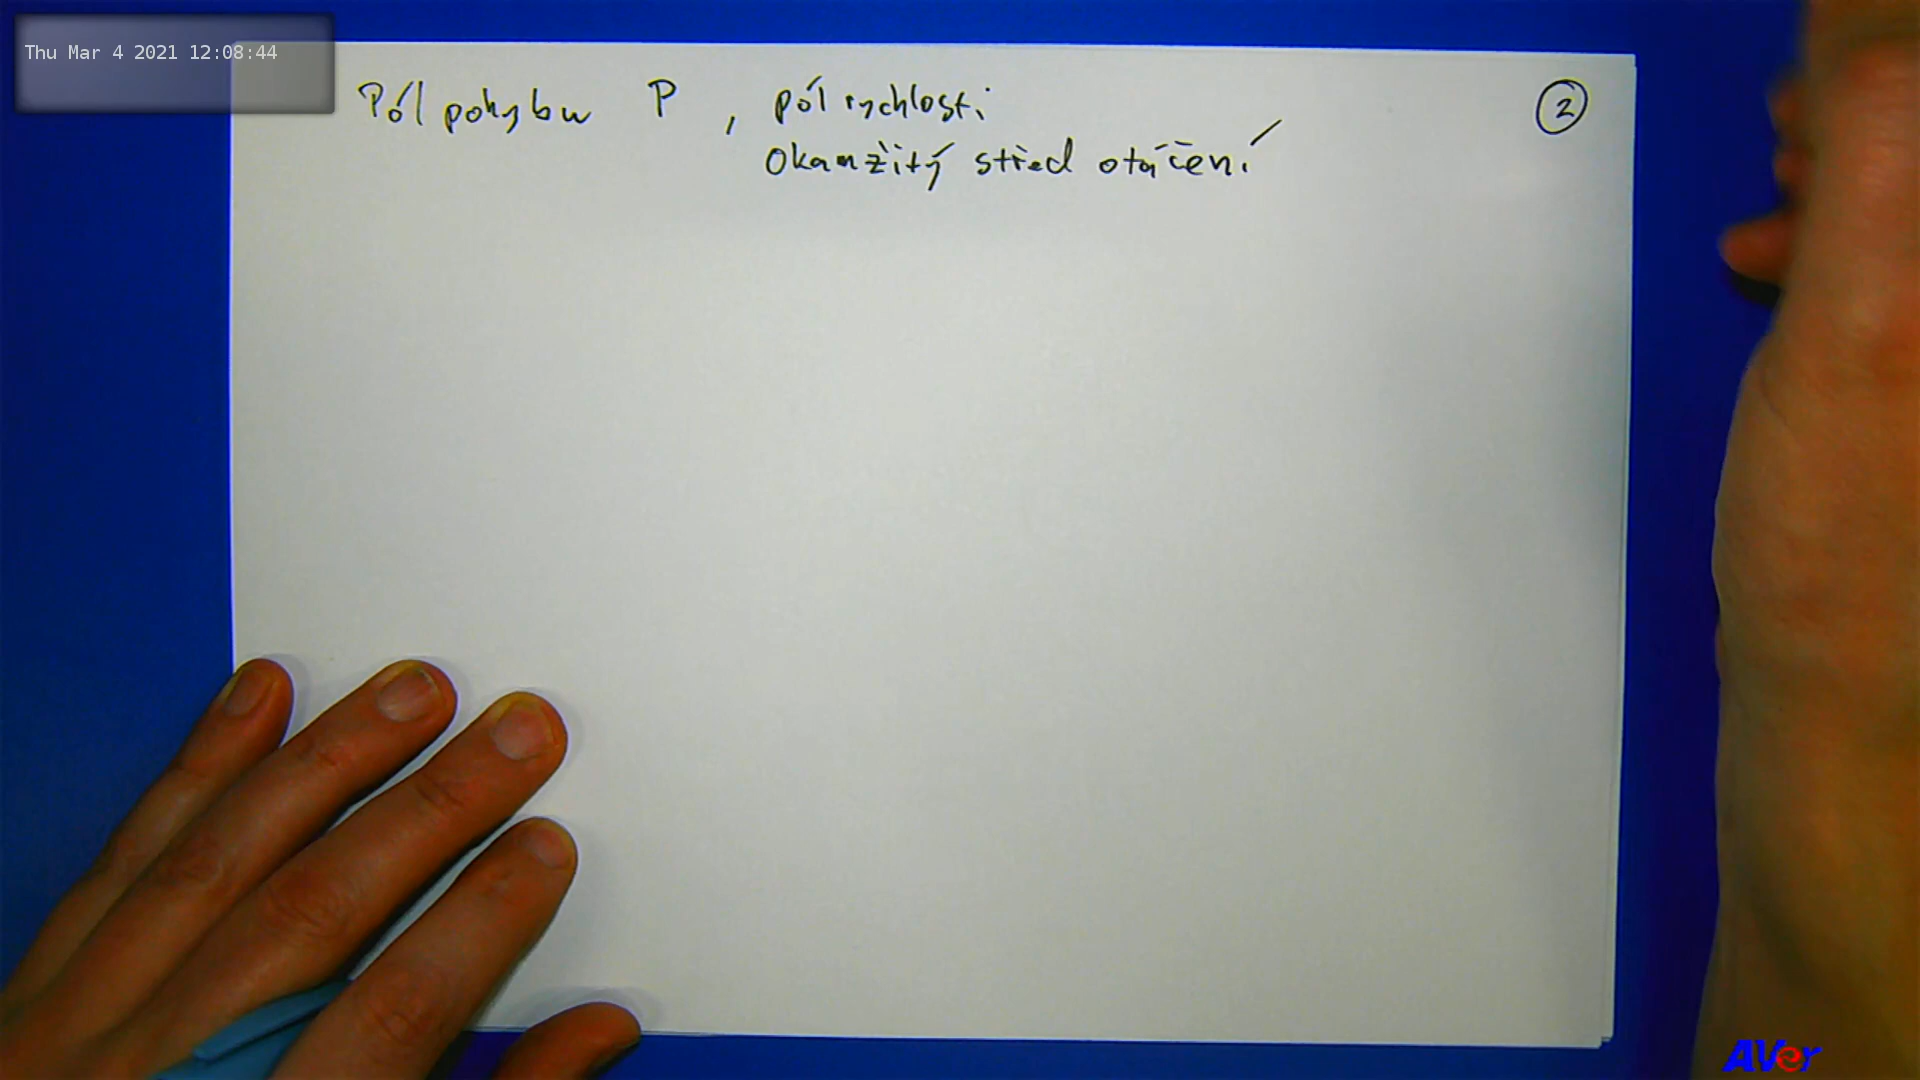 Thu Mar 4 2021 12:08:44
Pól pohybu P , pól rychlosti
Okamžitý střed otáčení
2
AVer